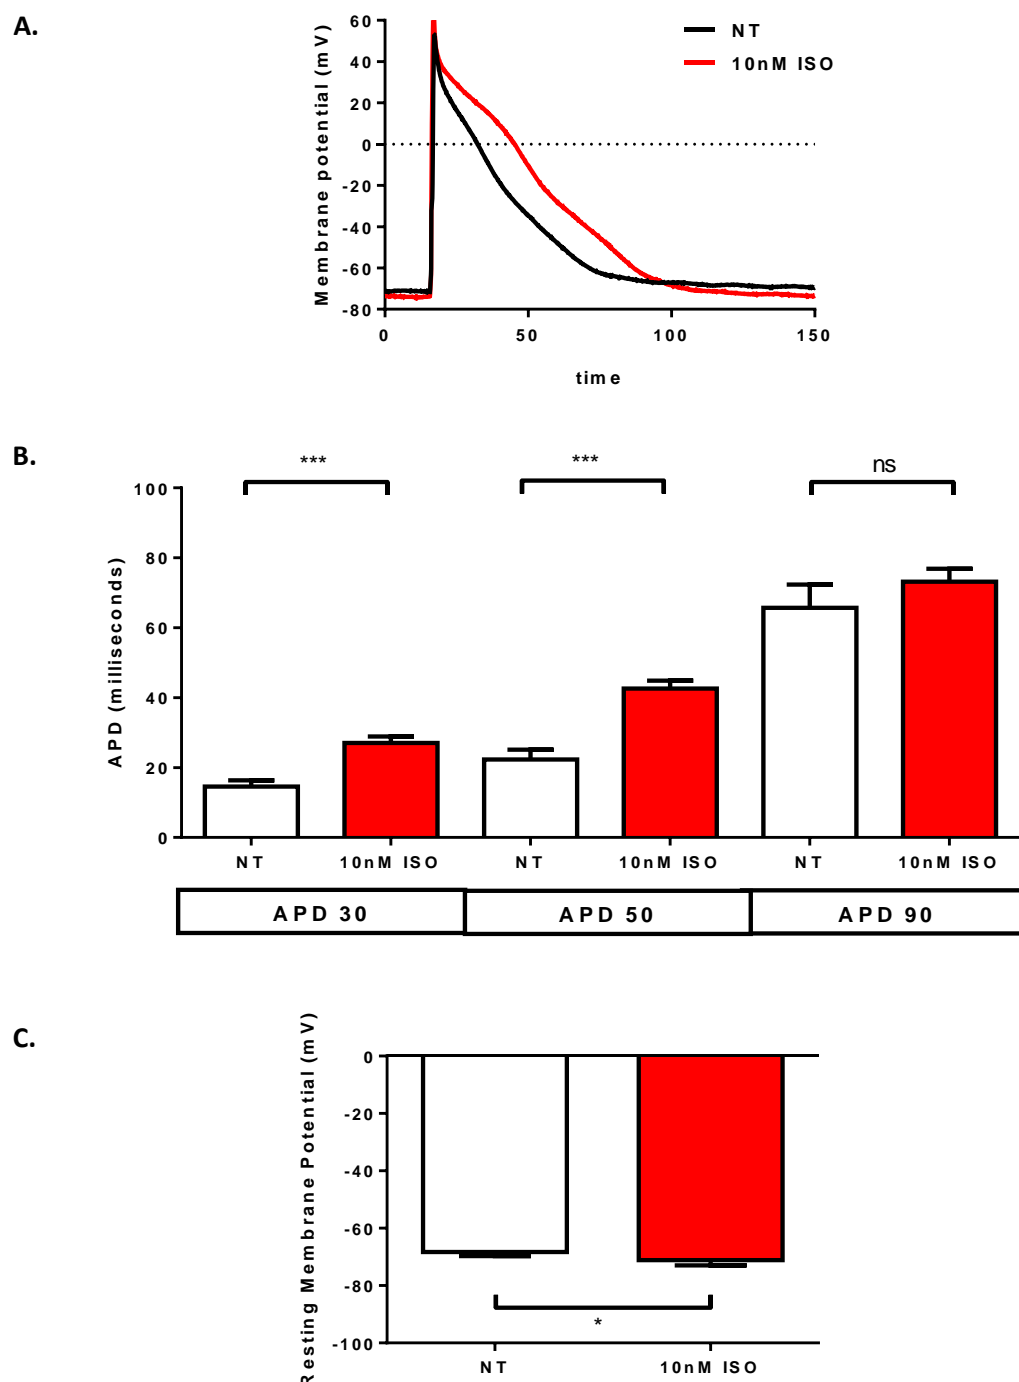 A.
Membrane potential (mV)
60
40
20
0
-20
-40
-60
-80
NT
10nM ISO
0
50
100
150
time
B.
APD (milliseconds)
100
80
60
40
20
0
***
***
ns
NT
10nM ISO
NT
10nM ISO
NT
10nM ISO
APD 30
APD 50
APD 90
C.
Resting Membrane Potential (mV)
0
-20
-40
-60
-80
-100
*
NT
10nM ISO